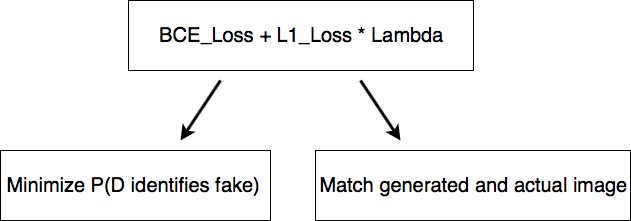 BCE_Loss + L1_Loss * Lambda
Minimize P(D identifies fake)
Match generated and actual image